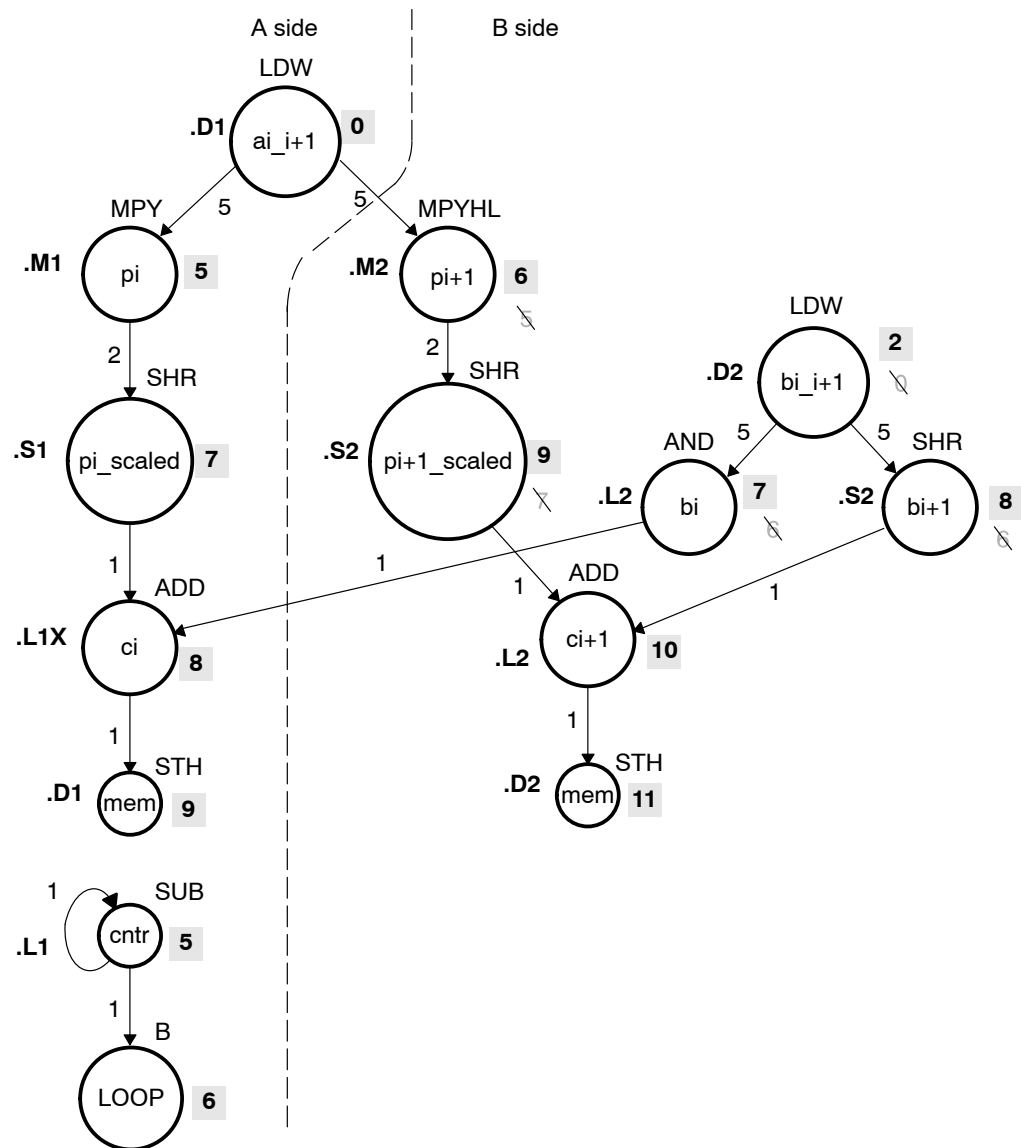 A side
B side
LDW
.D1
ai_i+1
0
5
5
MPY
MPYHL
.M1
pi
5
.M2
pi+1
6
5
LDW
2
.D2
bi_i+1
0
2
SHR
2
SHR
5
5
AND
SHR
.S1
pi_scaled
7
.S2
pi+1_scaled
9
7
.L2
bi
7
6
.S2
bi+1
8
6
1
ADD
1
1
ADD
1
.L1X
ci
8
.L2
ci+1
10
1
STH
1
STH
.D1
mem
9
.D2
mem
11
1
SUB
.L1
cntr
5
1
B
LOOP
6